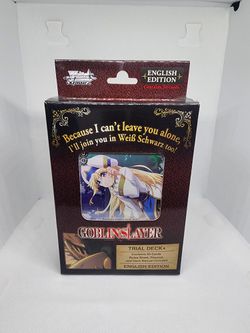 Weiß
Schwarz
ENGLISH
EDITION
Because I can't leave you alone,
I'll join you in Weiß Schwarz too!
GOBLIN SLAYER
TRIAL DECK+
ENGLISH EDITION